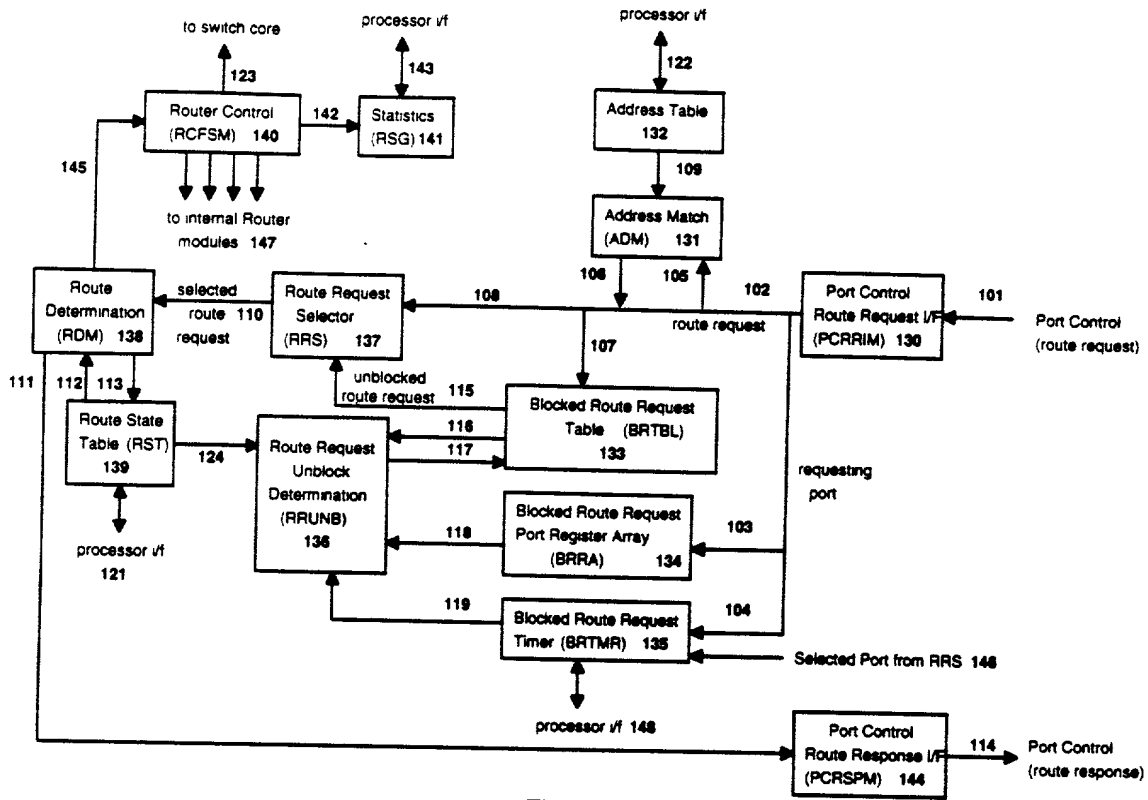 to switch core
123
processor i/f
143
processor i/f
122
Router Control
(RCFSM) 140
142
Statistics
(RSG) 141
Address Table
132
145
109
to internal Router
modules 147
Address Match
(ADM) 131
106
105
Route
Determination
(RDM) 138
selected
110
route
request
Route Request
Selector
(RRS) 137
108
102
route request
Port Control
Route Request I/F
(PCRRIM) 130
101
Port Control
(route request)
107
111
112
113
unblocked
route request
115
Route State
Table (RST)
139
124
Route Request
Unblock
Determination
(RRUNB)
136
116
117
Blocked Route Request
Table (BRTBL)
133
requesting
port
processor i/f
121
118
Blocked Route Request
Port Register Array
(BRRA) 134
103
119
Blocked Route Request
Timer (BRTMR) 135
104
Selected Port from RRS 146
processor i/f 148
Port Control
Route Response I/F
(PCRSPM) 144
114
Port Control
(route response)